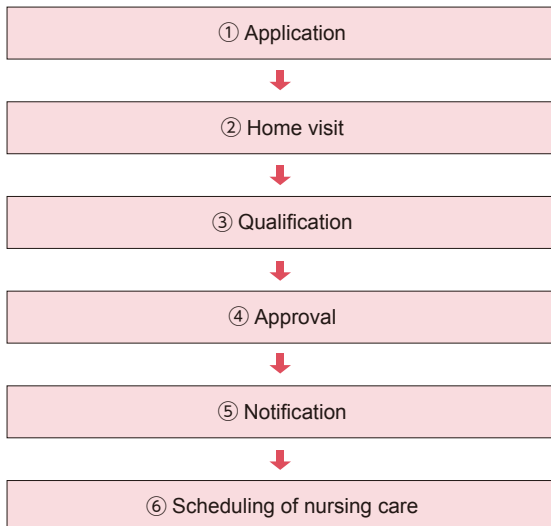 ① Application
② Home visit
③ Qualification
④ Approval
⑤ Notification
⑥ Scheduling of nursing care